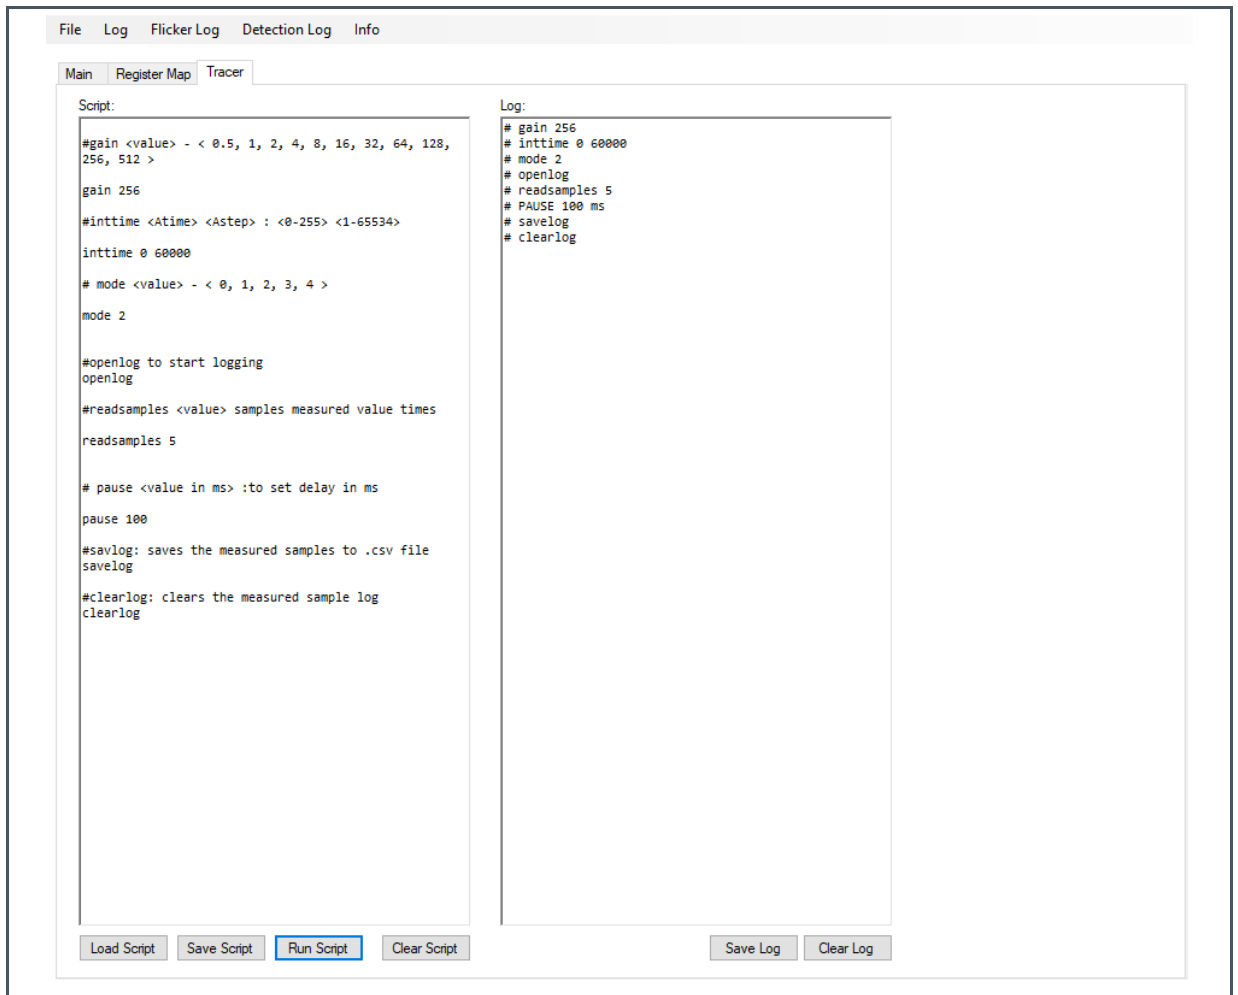 File Log Flicker Log Detection Log Info
Main Register Map Tracer
Script:
#gain <value> - < 0.5, 1, 2, 4, 8, 16, 32, 64, 128,
256, 512 >
gain 256
#inttime <Atime> <Astep> : <0-255> <1-65534>
inttime 0 60000
# mode <value> - < 0, 1, 2, 3, 4 >
mode 2
#openlog to start logging
openlog
#readsamples <value> samples measured value times
readsamples 5
# pause <value in ms> :to set delay in ms
pause 100
#savlog: saves the measured samples to .csv file
savelog
#clearlog: clears the measured sample log
clearlog
Log:
# gain 256
# inttime 0 60000
# mode 2
# openlog
# readsamples 5
# PAUSE 100 ms
# savelog
# clearlog
Load Script Save Script Run Script Clear Script Save Log Clear Log